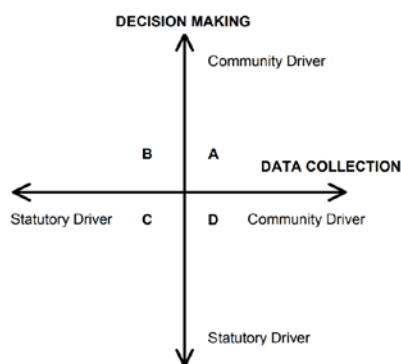 DECISION MAKING
Community Driver
B
A
DATA COLLECTION
Statutory Driver
C
D
Community Driver
Statutory Driver